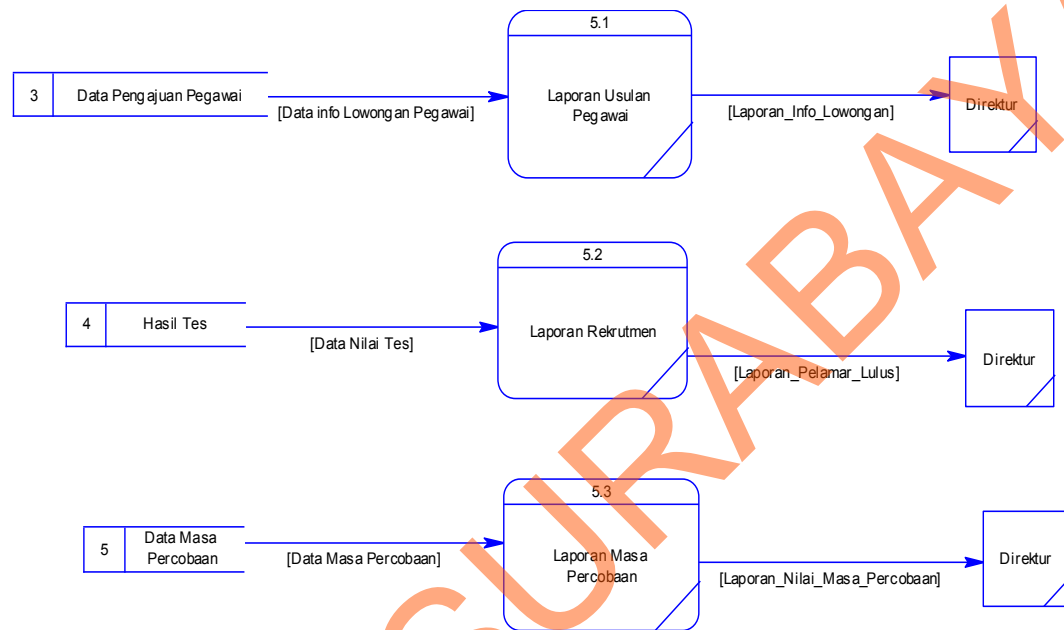 5.1
3 Data Pengajuan Pegawai
[Data info Lowongan Pegawai]
Laporan Usulan
Pegawai
[Laporan_Info_Lowongan]
Direktur
5.2
4 Hasil Tes
[Data Nilai Tes]
Laporan Rekrutmen
[Laporan_Pelamar_Lulus]
Direktur
5.3
5 Data Masa
Percobaan
[Data Masa Percobaan]
Laporan Masa
Percobaan
[Laporan_Nilai_Masa_Percobaan]
Direktur
SURABAY